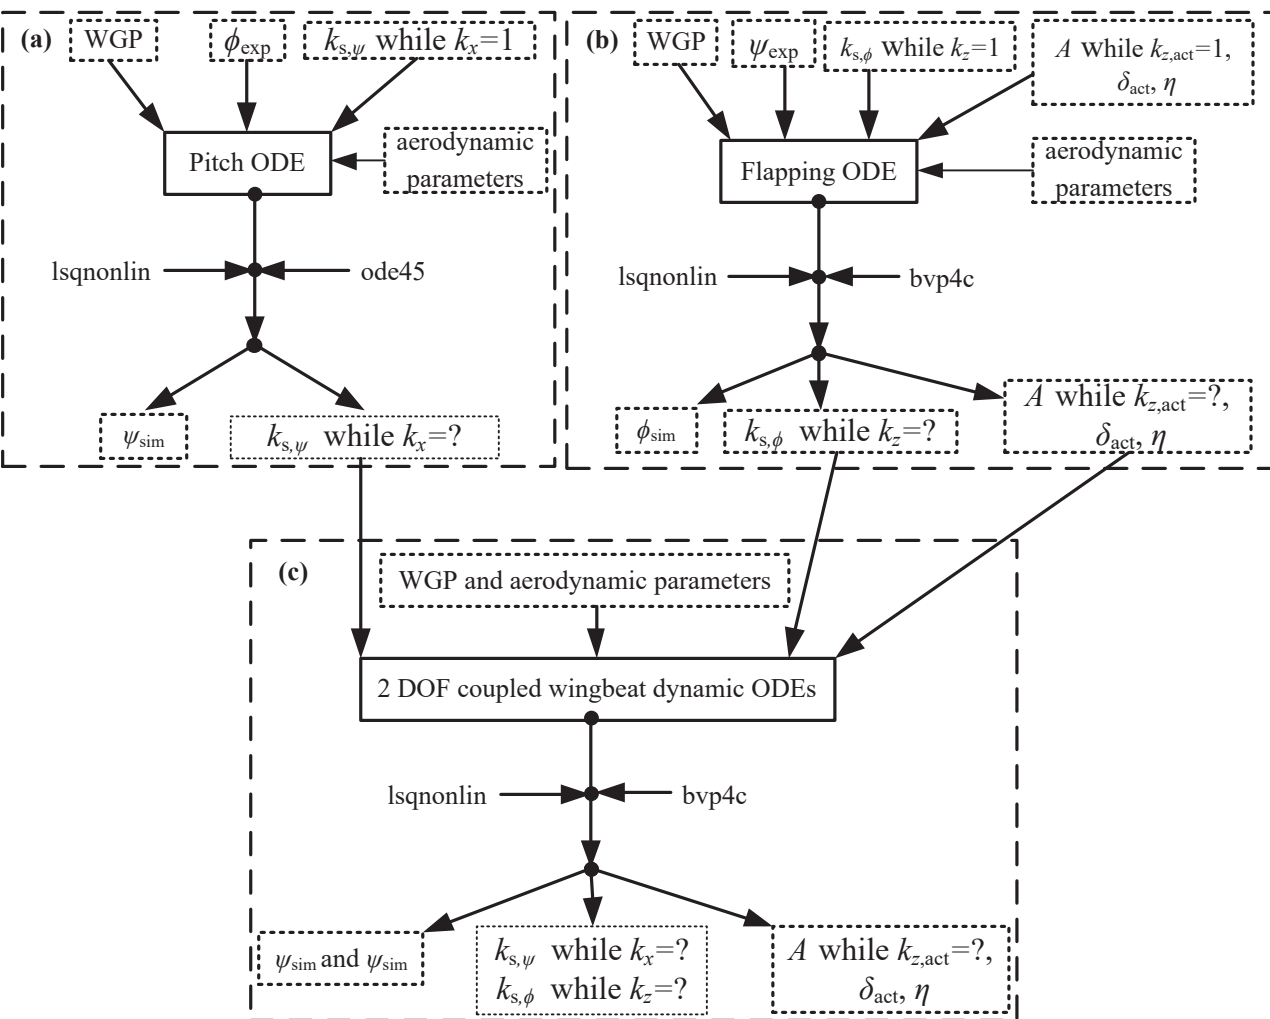 (a)
WGP
ϕexp
ks,ψ while kx=1
aerodynamic
parameters
Pitch ODE
lsqnonlin
ode45
ψsim
ks,ψ while kx=?
(b)
WGP
ψexp
ks,ϕ while kz=1
A while kz,act=1,
δact, η
aerodynamic
parameters
Flapping ODE
lsqnonlin
bvp4c
ϕsim
ks,ϕ while kz=?
A while kz,act=?,
δact, η
(c)
WGP and aerodynamic parameters
2 DOF coupled wingbeat dynamic ODEs
lsqnonlin
bvp4c
ψsim and ψsim
ks,ψ while kx=?
ks,ϕ while kz=?
A while kz,act=?,
δact, η